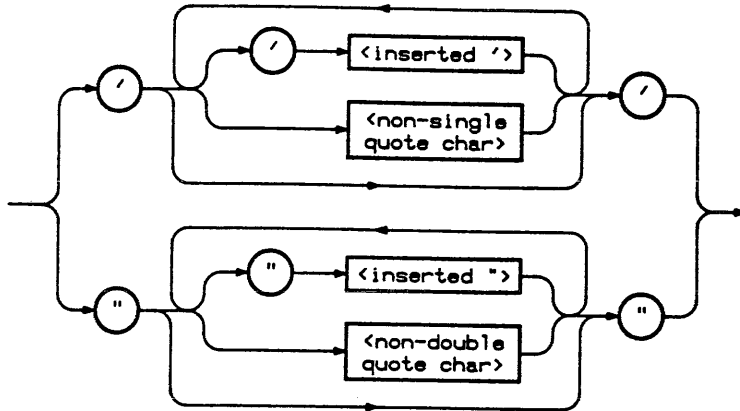 ' <inserted '>
' <non-single
quote char> '
" <inserted ">
" <non-double
quote char> "